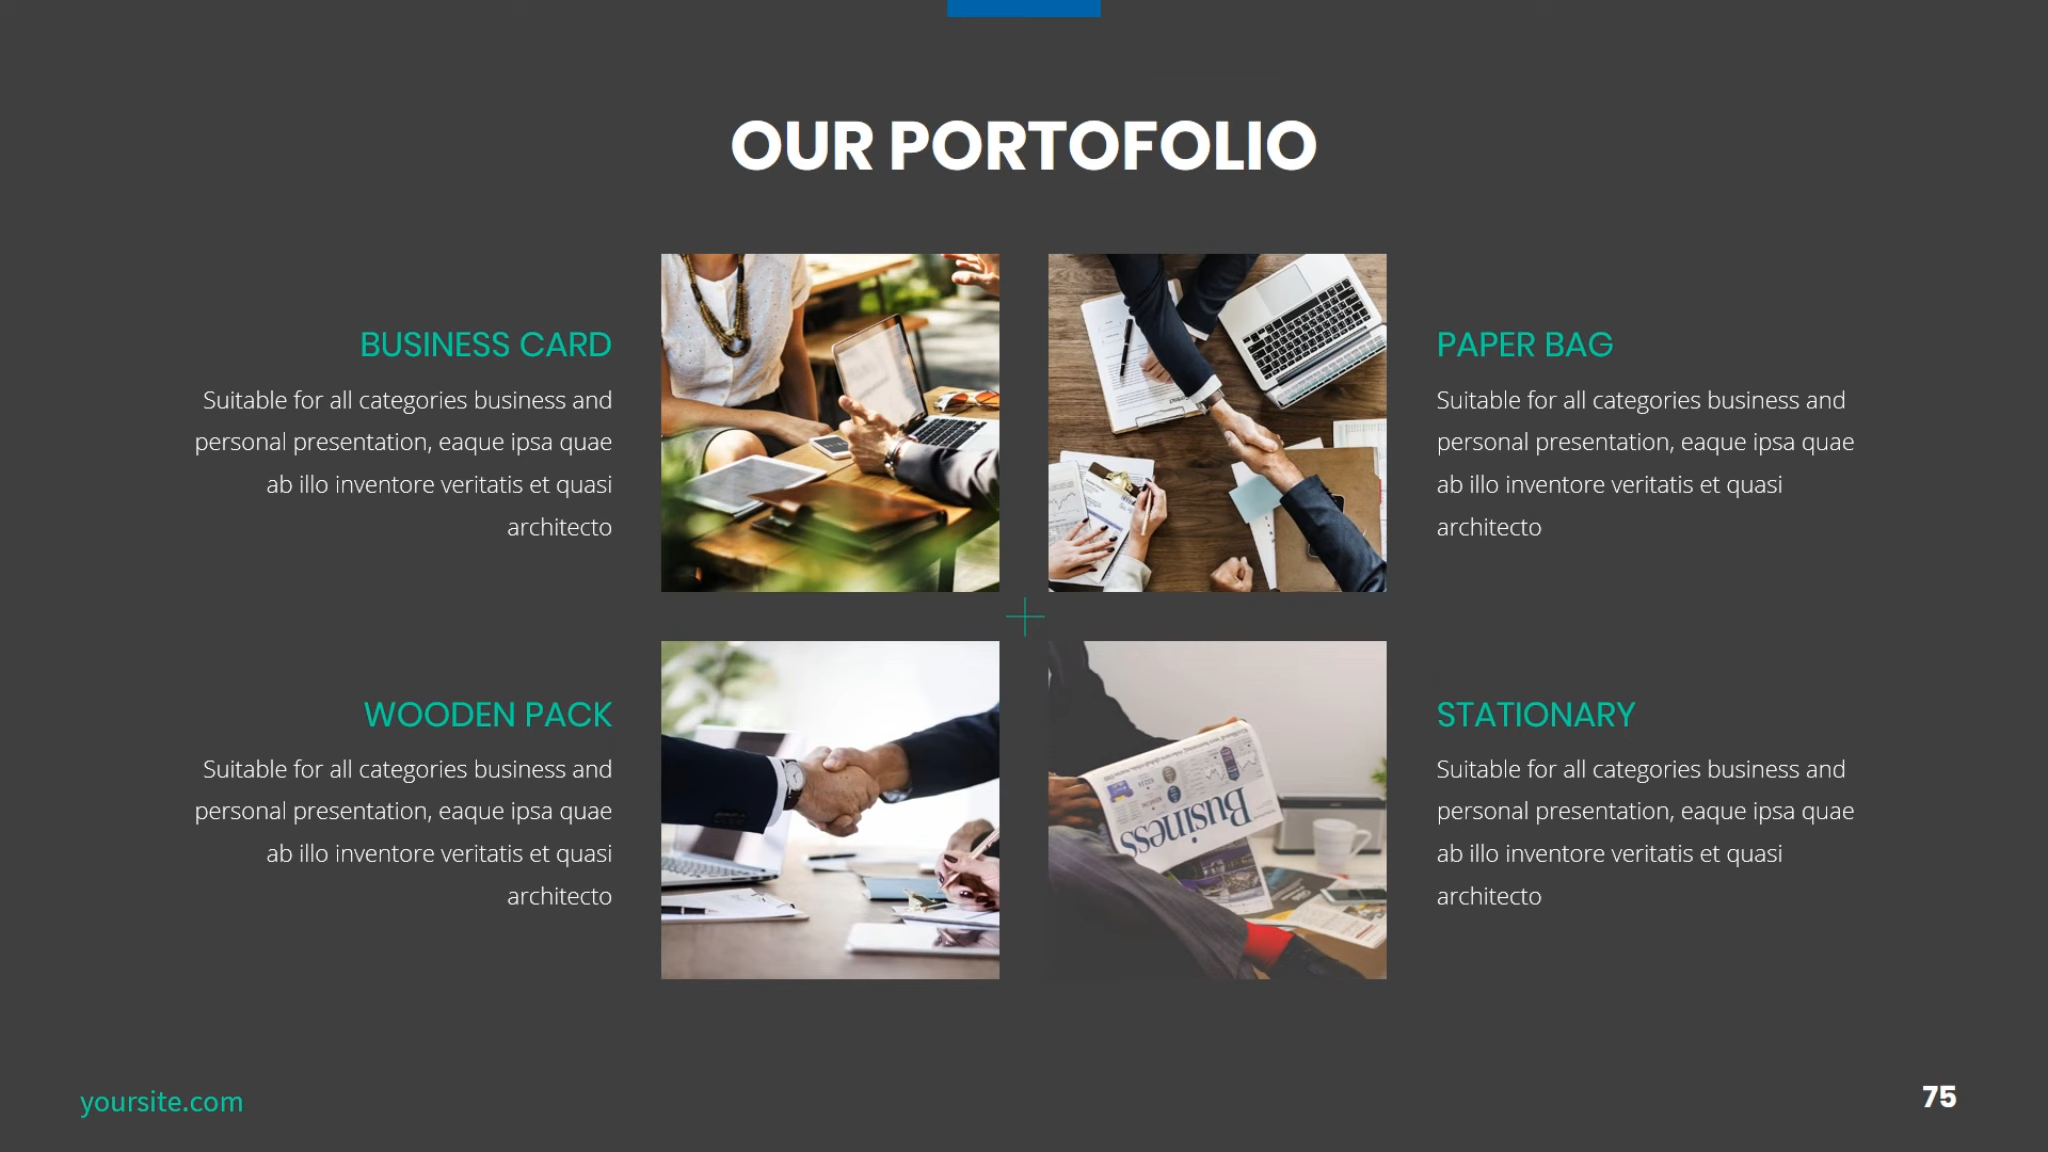 OUR PORTOFOLIO
BUSINESS CARD
Suitable for all categories business and
personal presentation, eaque ipsa quae
ab illo inventore veritatis et quasi
architecto
PAPER BAG
Suitable for all categories business and
personal presentation, eaque ipsa quae
ab illo inventore veritatis et quasi
architecto
WOODEN PACK
Suitable for all categories business and
personal presentation, eaque ipsa quae
ab illo inventore veritatis et quasi
architecto
Business
STATIONARY
Suitable for all categories business and
personal presentation, eaque ipsa quae
ab illo inventore veritatis et quasi
architecto
yoursite.com
75